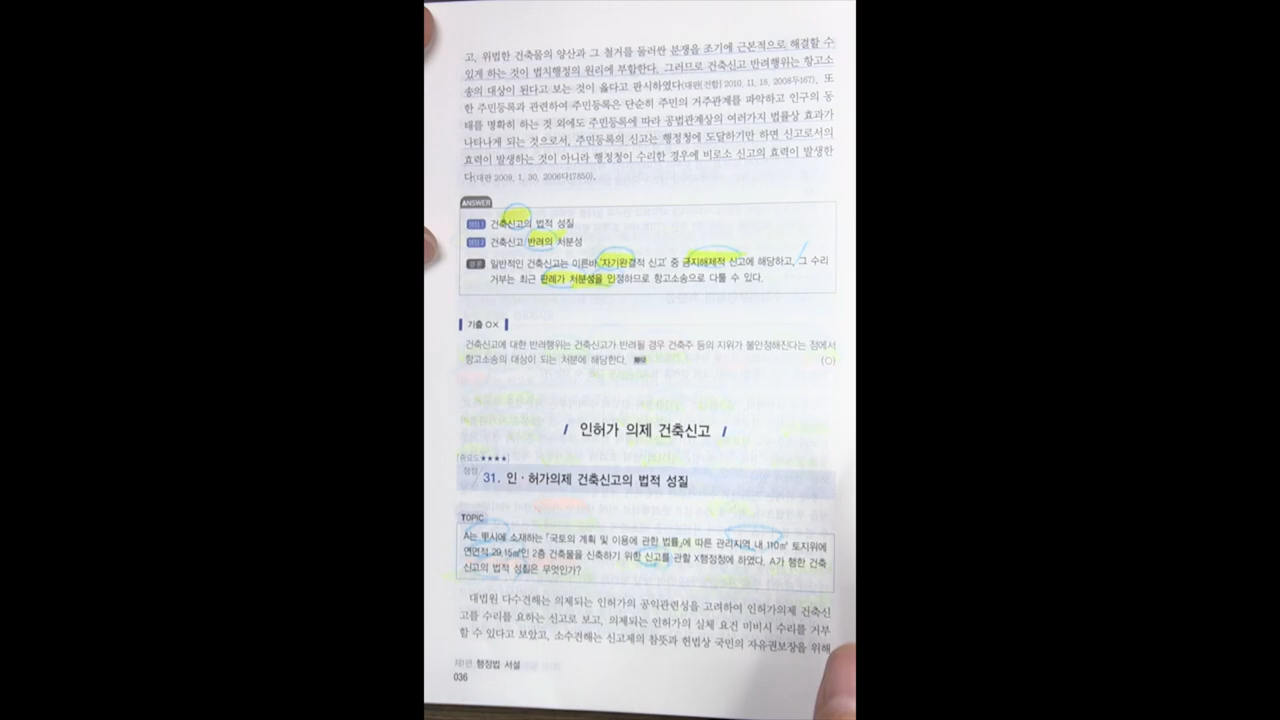 고, 위법한 건축물의 양산과 그 철거를 둘러싼 분쟁을 조기에 근본적으로 해결할 수
있게 하는 것이 법치행정의 원리에 부합한다. 그러므로 건축신고 반려행위는 항고소
송의 대상이 된다고 보는 것이 옳다고 판시하였다(대판[전합] 2010. 11. 18, 2008두167). 또
한 주민등록과 관련하여 주민등록은 단순히 주민의 거주관계를 파악하고 인구의 동
태를 명확히 하는 것 외에도 주민등록에 따라 공법관계상의 여러가지 법률상 효과가
나타나게 되는 것으로서, 주민등록의 신고는 행정청에 도달하기만 하면 신고로서의
효력이 발생하는 것이 아니라 행정청이 수리한 경우에 비로소 신고의 효력이 발생한
다(대판 2009. 1. 30, 2006다17850).
ANSWER
쟁점1 건축신고의 법적 성질
쟁점2 건축신고 반려의 처분성
결론 일반적인 건축신고는 이른바 '자기완결적 신고' 중 금지해제적 신고에 해당하고, 그 수리
거부는 최근 판례가 처분성을 인정하므로 항고소송으로 다툴 수 있다.
기출 OX
건축신고에 대한 반려행위는 건축신고가 반려될 경우 건축주 등의 지위가 불안정해진다는 점에서
항고소송의 대상이 되는 처분에 해당한다. (O)
/ 인허가 의제 건축신고 /
[중요도★★★★]
쟁점 31. 인·허가의제 건축신고의 법적 성질
TOPIC
A는 甲시에 소재하는 「국토의 계획 및 이용에 관한 법률」에 따른 관리지역 내 110㎡ 토지위에
연면적 29.15㎡인 2층 건축물을 신축하기 위한 신고를 관할 X행정청에 하였다. A가 행한 건축
신고의 법적 성질은 무엇인가?
대법원 다수견해는 의제되는 인허가의 공익관련성을 고려하여 인허가의제 건축신
고를 수리를 요하는 신고로 보고, 의제되는 인허가의 실체 요건 미비시 수리를 거부
할 수 있다고 보았고, 소수견해는 신고제의 참뜻과 헌법상 국민의 자유권보장을 위해
제1편 행정법 서설
036